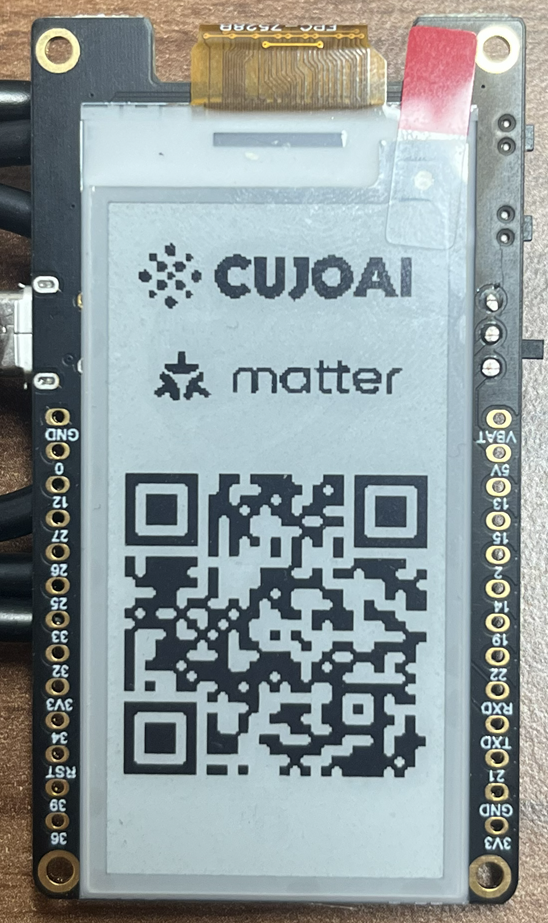 FPC-7528B
CUJOAI
matter
GND
0
12
27
26
25
33
32
3V3
34
RST
39
36
VBAT
5V
13
15
2
14
19
22
RXD
TXD
21
GND
3V3